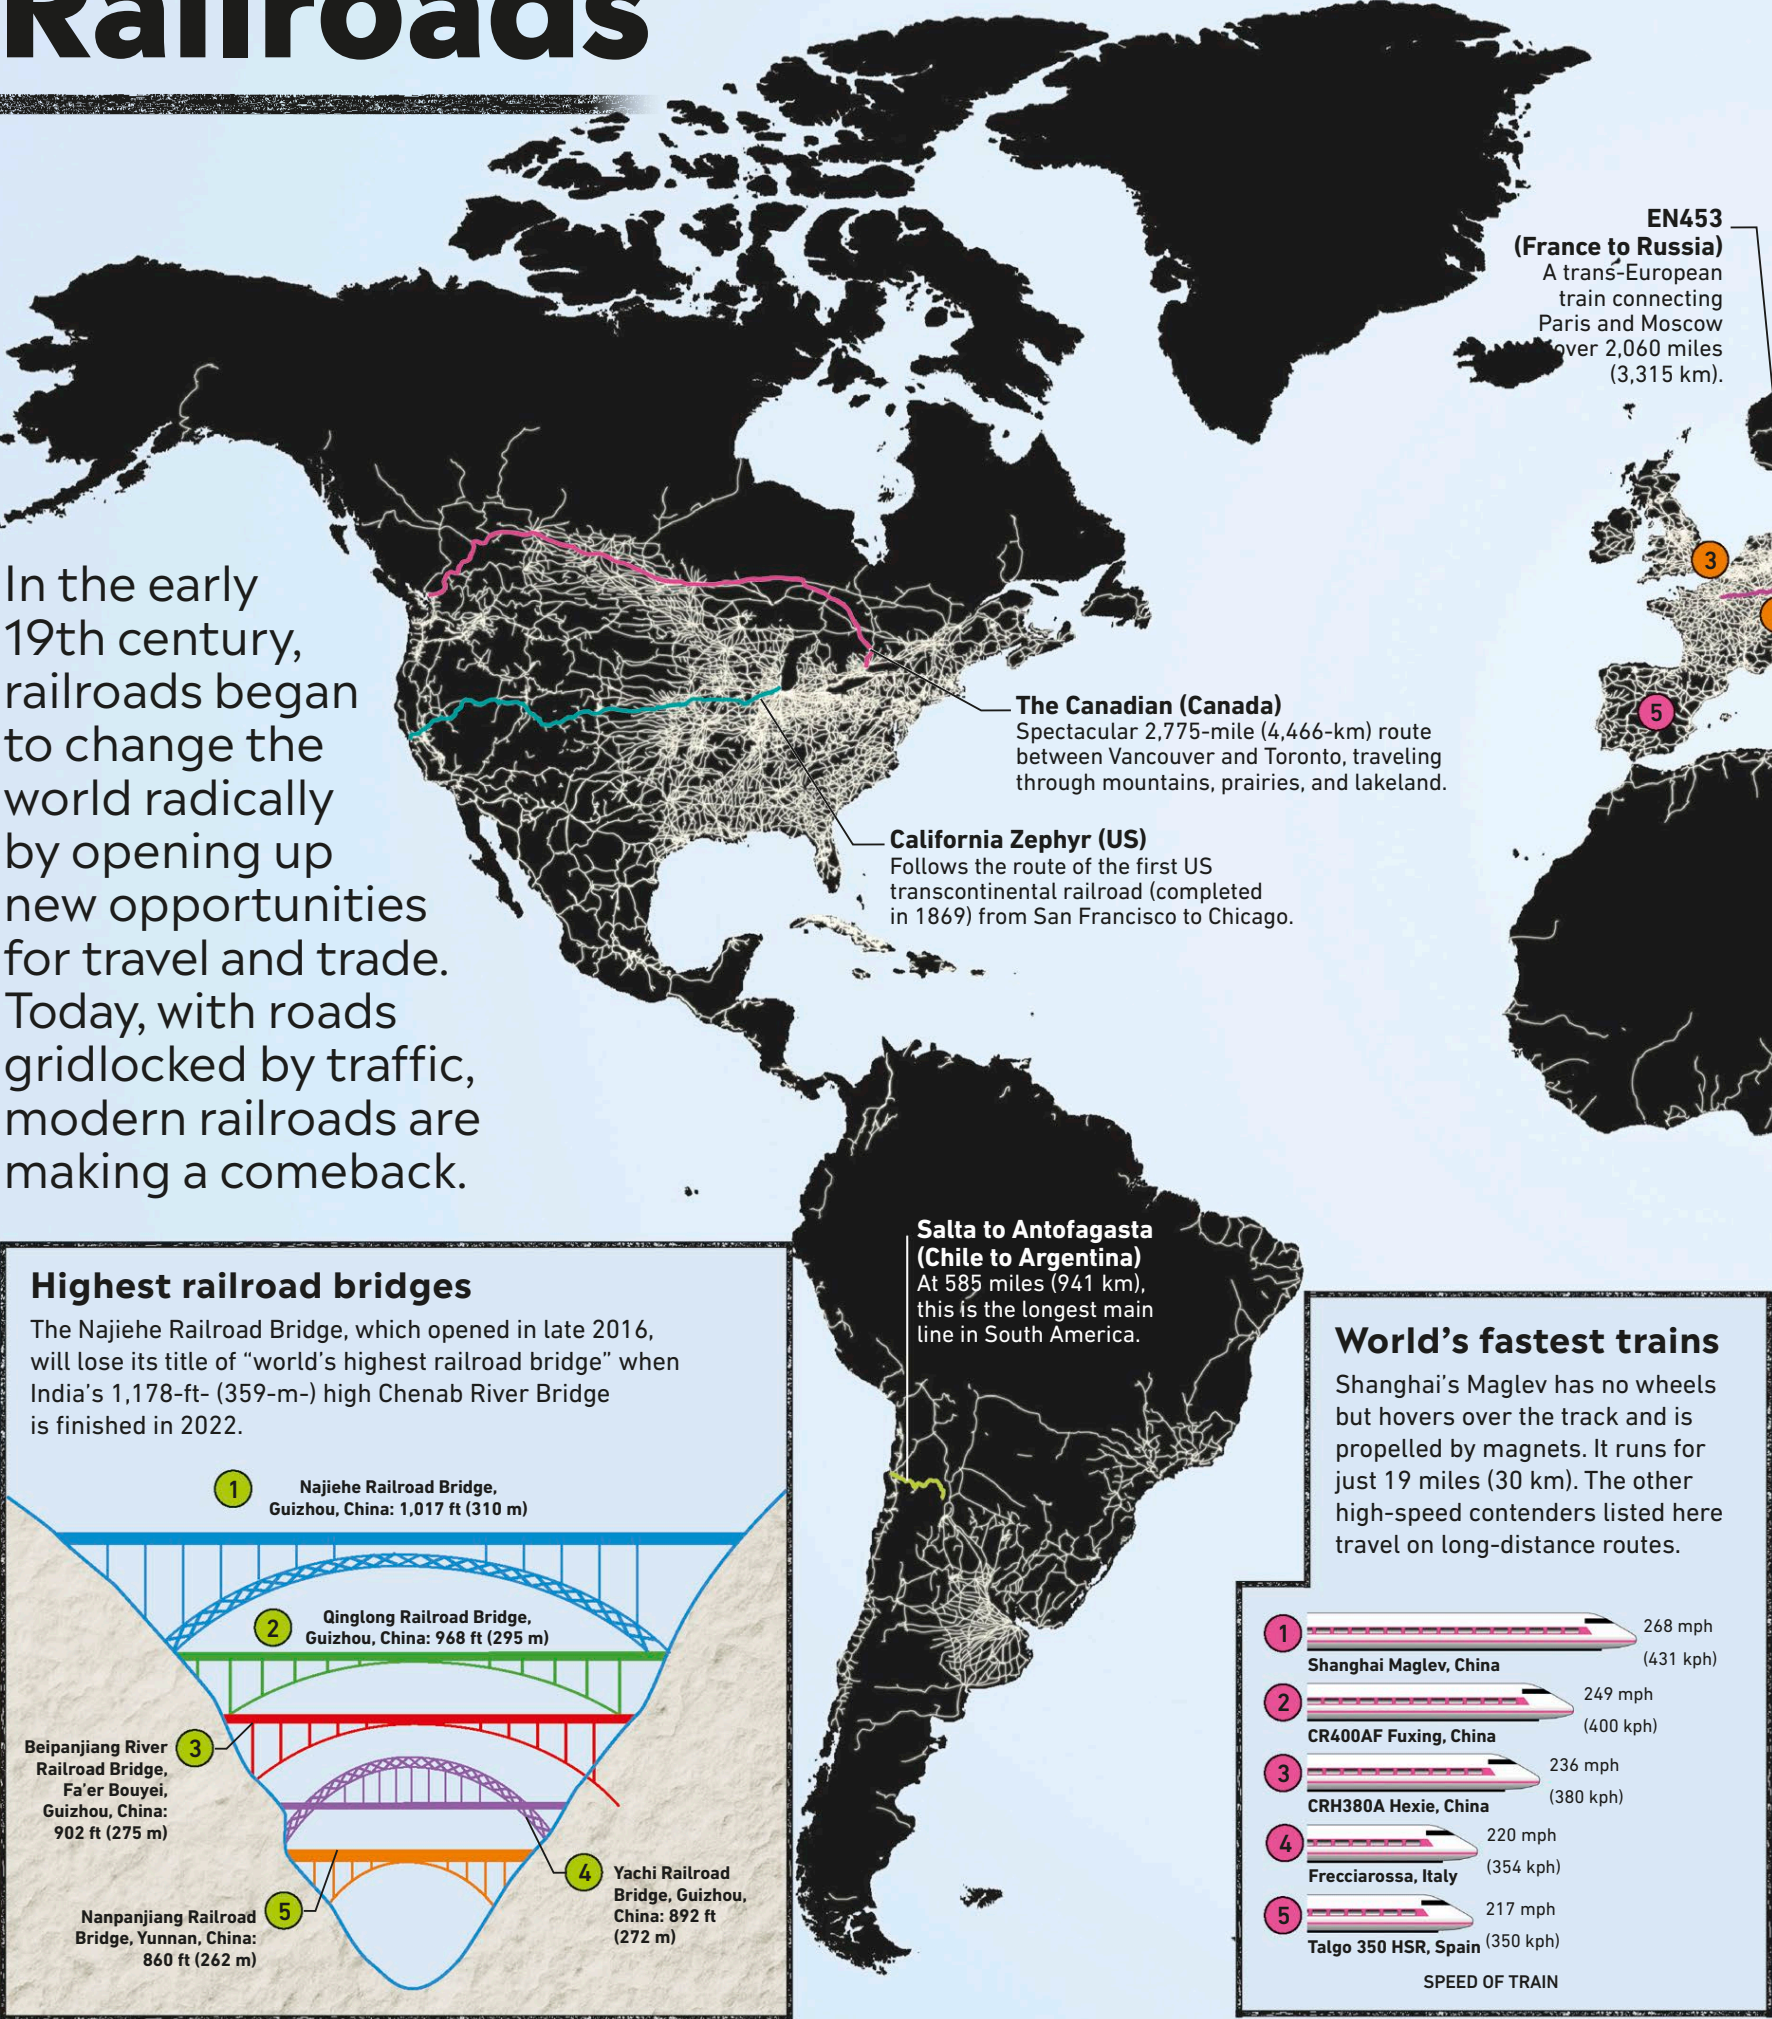 Railroads
In the early
19th century,
railroads began
to change the
world radically
by opening up
new opportunities
for travel and trade.
Today, with roads
gridlocked by traffic,
modern railroads are
making a comeback.
EN453
(France to Russia)
A trans-European
train connecting
Paris and Moscow
over 2,060 miles
(3,315 km).
3
5
The Canadian (Canada)
Spectacular 2,775-mile (4,466-km) route
between Vancouver and Toronto, traveling
through mountains, prairies, and lakeland.
California Zephyr (US)
Follows the route of the first US
transcontinental railroad (completed
in 1869) from San Francisco to Chicago.
Salta to Antofagasta
(Chile to Argentina)
At 585 miles (941 km),
this is the longest main
line in South America.
Highest railroad bridges
The Najiehe Railroad Bridge, which opened in late 2016,
will lose its title of “world's highest railroad bridge” when
India's 1,178-ft- (359-m-) high Chenab River Bridge
is finished in 2022.
1
Najiehe Railroad Bridge,
Guizhou, China: 1,017 ft (310 m)
2
Qinglong Railroad Bridge,
Guizhou, China: 968 ft (295 m)
3
Beipanjiang River
Railroad Bridge,
Fa'er Bouyei,
Guizhou, China:
902 ft (275 m)
4
Yachi Railroad
Bridge, Guizhou,
China: 892 ft
(272 m)
5
Nanpanjiang Railroad
Bridge, Yunnan, China:
860 ft (262 m)
World's fastest trains
Shanghai's Maglev has no wheels
but hovers over the track and is
propelled by magnets. It runs for
just 19 miles (30 km). The other
high-speed contenders listed here
travel on long-distance routes.
1
268 mph
(431 kph)
Shanghai Maglev, China
2
249 mph
(400 kph)
CR400AF Fuxing, China
3
236 mph
(380 kph)
CRH380A Hexie, China
4
220 mph
(354 kph)
Frecciarossa, Italy
5
217 mph
(350 kph)
Talgo 350 HSR, Spain
SPEED OF TRAIN